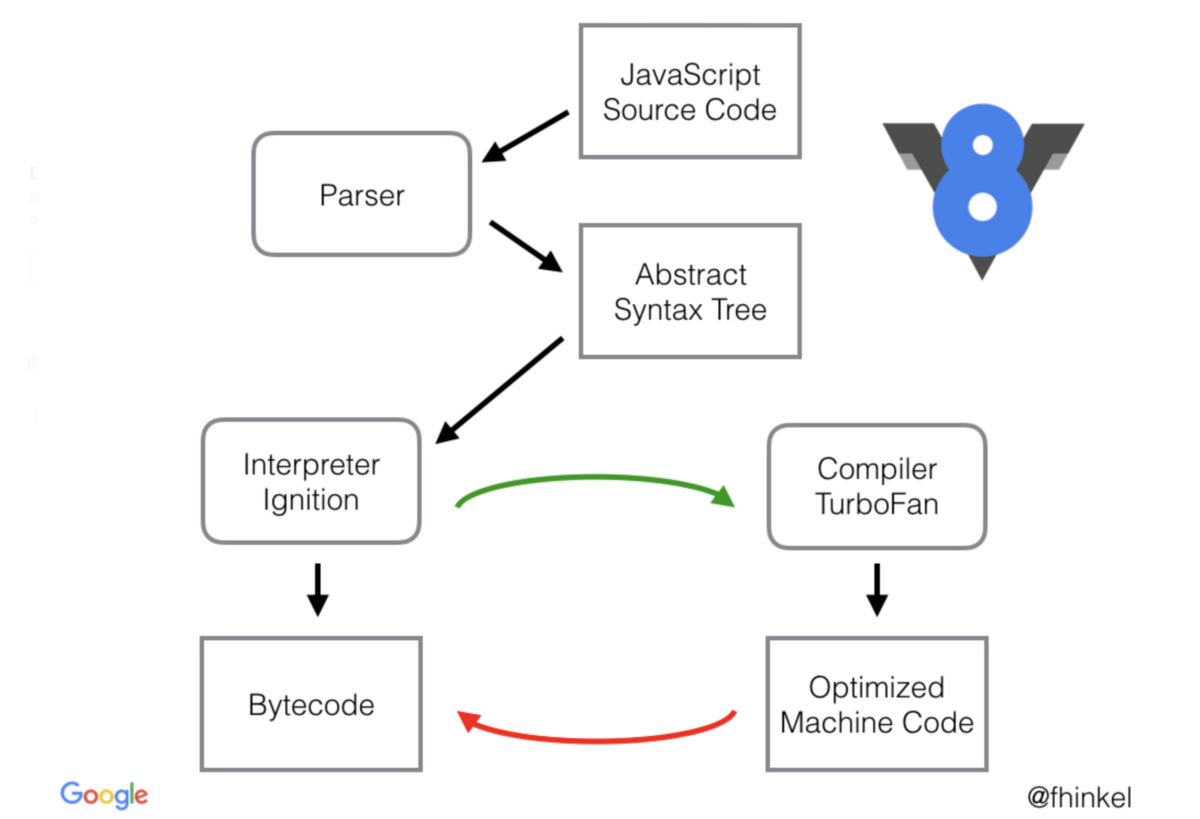 JavaScript
Source Code
Parser
Abstract
Syntax Tree
Interpreter
Ignition
Compiler
TurboFan
Bytecode
Optimized
Machine Code
Google
@fhinkel